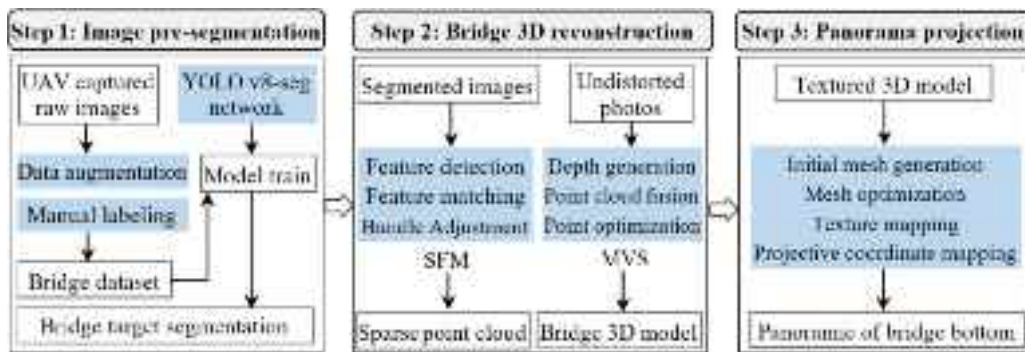 Step 1: Image pre-segmentation
UAV captured
raw images
YOLO v8-seg
network
Data augmentation
Model train
Manual labeling
Bridge dataset
Bridge target segmentation
Step 2: Bridge 3D reconstruction
Segmented images
Undistorted
photos
Feature detection
Feature matching
Bundle Adjustment
Depth generation
Point cloud fusion
Point optimization
SFM
MVS
Sparse point cloud
Bridge 3D model
Step 3: Panorama projection
Textured 3D model
Initial mesh generation
Mesh optimization
Texture mapping
Projective coordinate mapping
Panoramic of bridge bottom